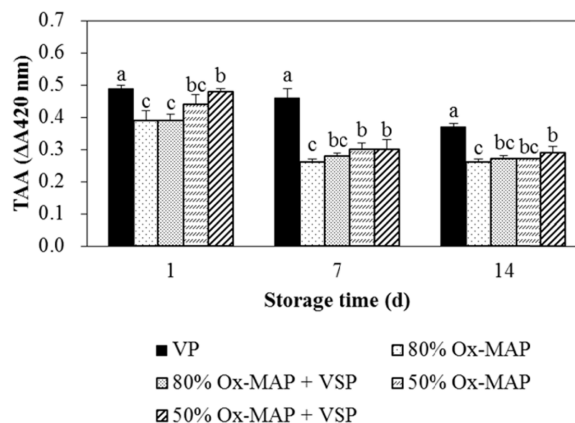 0.7
0.6
0.5
0.4
0.3
0.2
0.1
0.0
TAA (ΔA420 nm)
a c c bc b
a c bc b b
a c bc bc b
1 7 14
Storage time (d)
VP 80% Ox-MAP
80% Ox-MAP + VSP 50% Ox-MAP
50% Ox-MAP + VSP